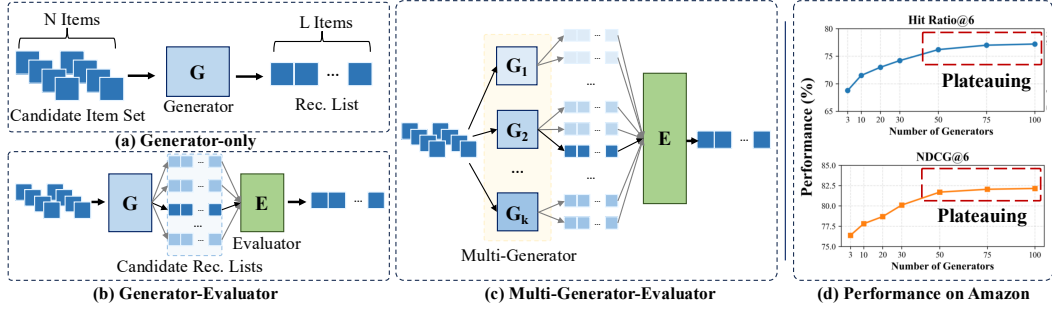 N Items
L Items
G
Generator
Candidate Item Set
...
Rec. List
(a) Generator-only
G
...
...
...
...
E
...
Evaluator
Candidate Rec. Lists
(b) Generator-Evaluator
G1
...
...
...
G2
...
...
...
E
...
...
...
Gk
...
...
Multi-Generator
(c) Multi-Generator-Evaluator
Performance (%)
Hit Ratio@6
80
75
70
65
Plateauing
3 10 20 30 50 75 100
Number of Generators
NDCG@6
85.0
82.5
80.0
77.5
75.0
Plateauing
3 10 20 30 50 75 100
Number of Generators
(d) Performance on Amazon